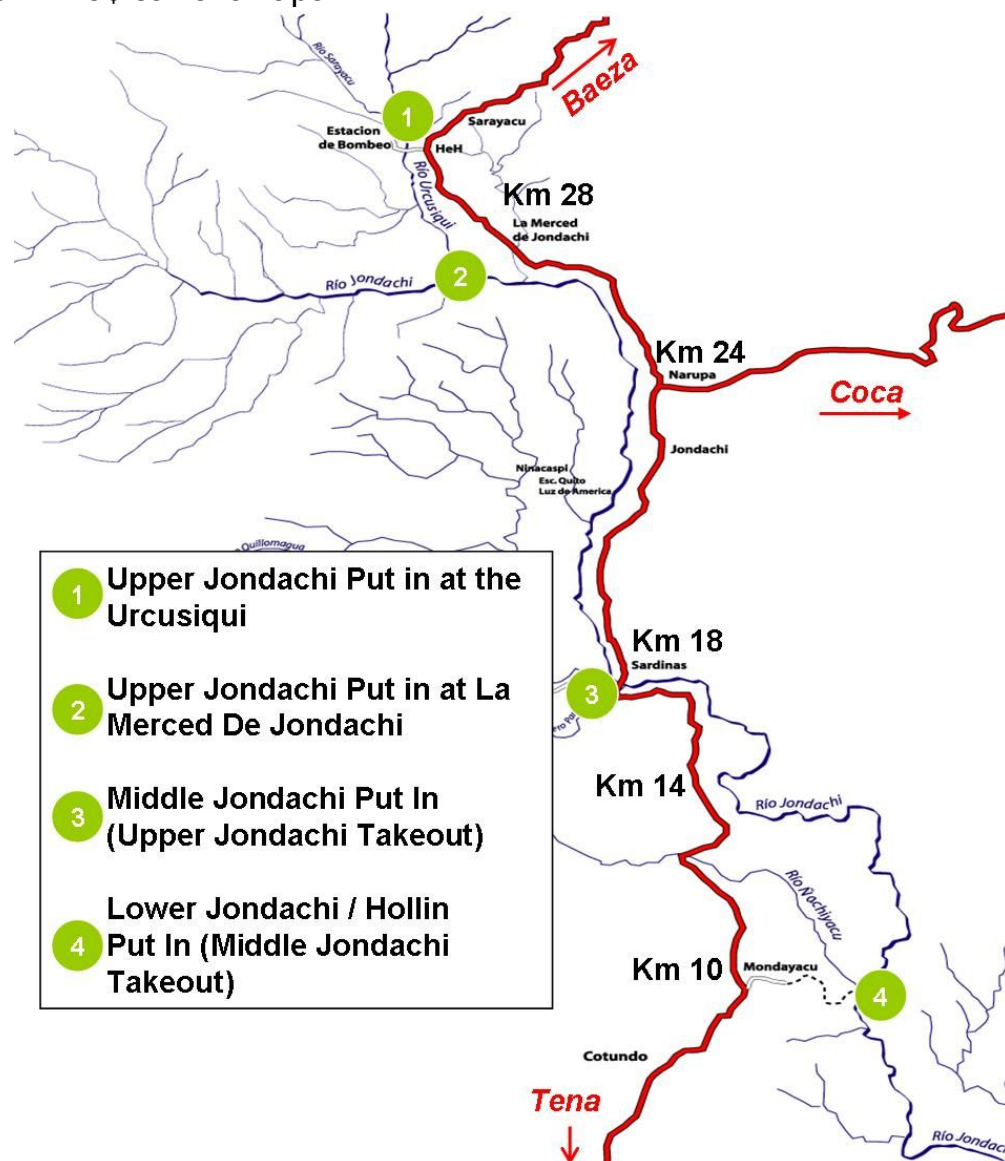 Río Sarayacu
Baeza
1
Sarayacu
Estacion
de Bombeo
HeH
Río Urcusiqui
Km 28
La Merced
de Jondachi
2
Río Jondachi
Km 24
Narupa
Coca
Jondachi
Ninacaspi
Esc. Quito
Luz de America
Quillomagua
1 Upper Jondachi Put in at the
Urcusiqui
2 Upper Jondachi Put in at La
Merced De Jondachi
3 Middle Jondachi Put In
(Upper Jondachi Takeout)
4 Lower Jondachi / Hollin
Put In (Middle Jondachi
Takeout)
Km 18
Sardinas
3
Km 14
Río Jondachi
Río Ñachiyacu
Km 10
Mondayacu
4
Cotundo
Tena
Río Jondach